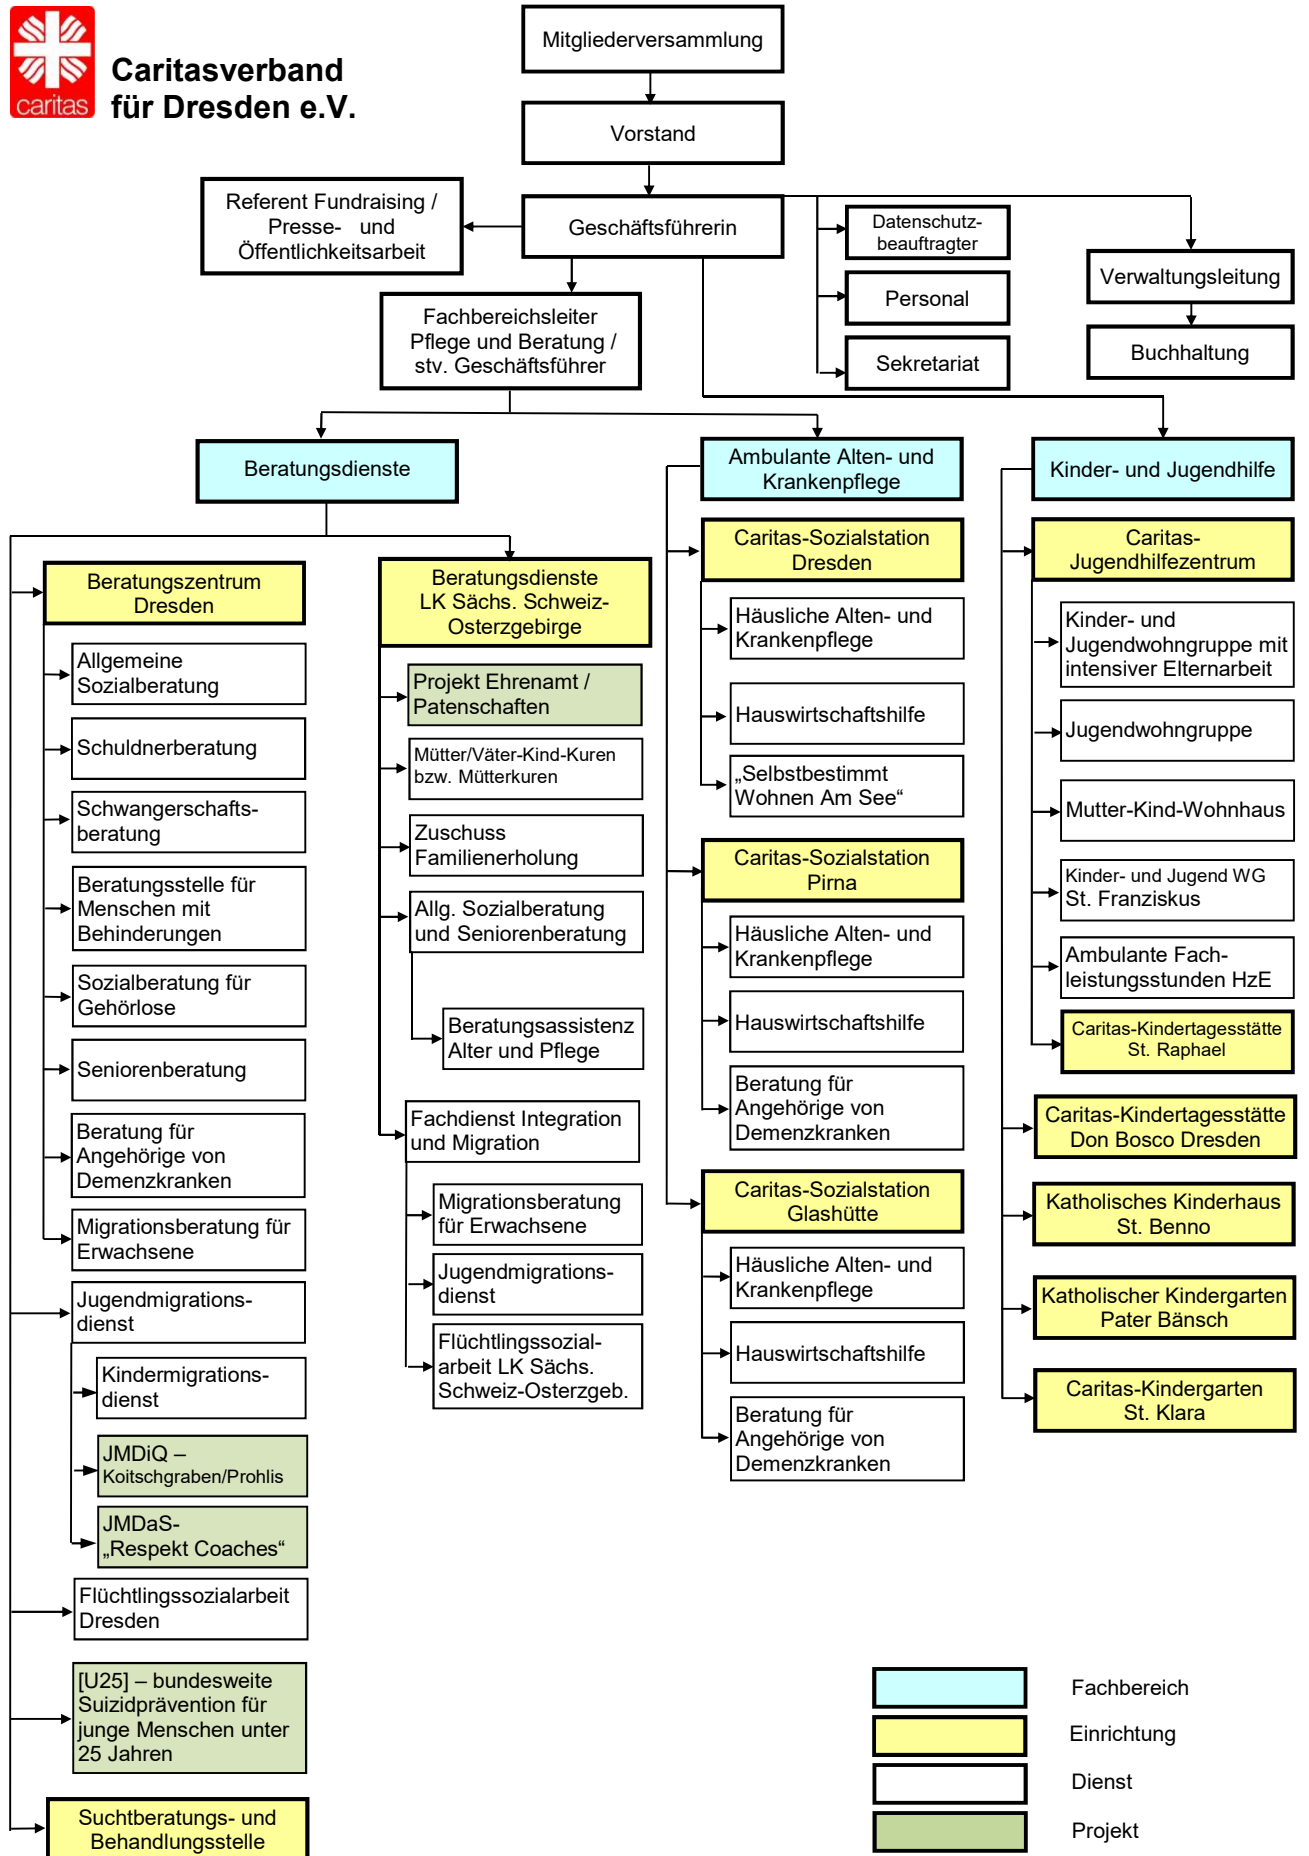 caritas
Caritasverband
für Dresden e.V.
Mitgliederversammlung
Vorstand
Geschäftsführerin
Referent Fundraising /
Presse- und
Öffentlichkeitsarbeit
Datenschutz-
beauftragter
Personal
Sekretariat
Verwaltungsleitung
Buchhaltung
Fachbereichsleiter
Pflege und Beratung /
stv. Geschäftsführer
Beratungsdienste
Beratungszentrum
Dresden
Allgemeine
Sozialberatung
Schuldnerberatung
Schwangerschafts-
beratung
Beratungsstelle für
Menschen mit
Behinderungen
Sozialberatung für
Gehörlose
Seniorenberatung
Beratung für
Angehörige von
Demenzkranken
Migrationsberatung für
Erwachsene
Jugendmigrations-
dienst
Kindermigrations-
dienst
JMDiQ –
Koitschgraben/Prohlis
JMDaS-
„Respekt Coaches“
Flüchtlingssozialarbeit
Dresden
[U25] – bundesweite
Suizidprävention für
junge Menschen unter
25 Jahren
Suchtberatungs- und
Behandlungsstelle
Beratungsdienste
LK Sächs. Schweiz-
Osterzgebirge
Projekt Ehrenamt /
Patenschaften
Mütter/Väter-Kind-Kuren
bzw. Mütterkuren
Zuschuss
Familienerholung
Allg. Sozialberatung
und Seniorenberatung
Beratungsassistenz
Alter und Pflege
Fachdienst Integration
und Migration
Migrationsberatung
für Erwachsene
Jugendmigrations-
dienst
Flüchtlingssozial-
arbeit LK Sächs.
Schweiz-Osterzgeb.
Ambulante Alten- und
Krankenpflege
Caritas-Sozialstation
Dresden
Häusliche Alten- und
Krankenpflege
Hauswirtschaftshilfe
„Selbstbestimmt
Wohnen Am See“
Caritas-Sozialstation
Pirna
Häusliche Alten- und
Krankenpflege
Hauswirtschaftshilfe
Beratung für
Angehörige von
Demenzkranken
Caritas-Sozialstation
Glashütte
Häusliche Alten- und
Krankenpflege
Hauswirtschaftshilfe
Beratung für
Angehörige von
Demenzkranken
Kinder- und Jugendhilfe
Caritas-
Jugendhilfezentrum
Kinder- und
Jugendwohngruppe mit
intensiver Elternarbeit
Jugendwohngruppe
Mutter-Kind-Wohnhaus
Kinder- und Jugend WG
St. Franziskus
Ambulante Fach-
leistungsstunden HzE
Caritas-Kindertagesstätte
St. Raphael
Caritas-Kindertagesstätte
Don Bosco Dresden
Katholisches Kinderhaus
St. Benno
Katholischer Kindergarten
Pater Bänsch
Caritas-Kindergarten
St. Klara
Fachbereich
Einrichtung
Dienst
Projekt